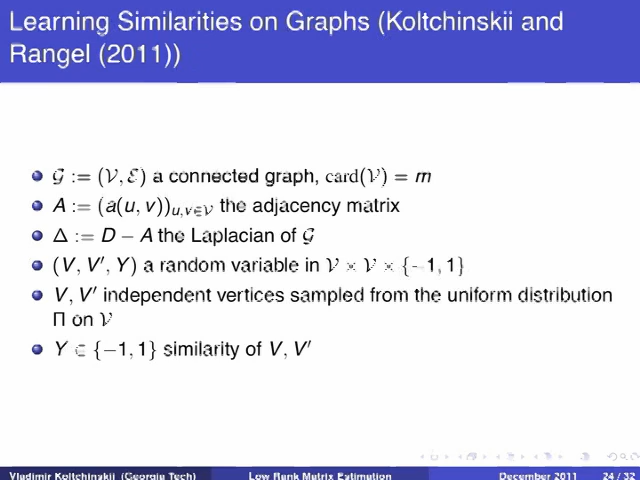 Learning Similarities on Graphs (Koltchinskii and
Rangel (2011))
𝒢 := (𝒱, ℰ) a connected graph, card(𝒱) = m
A := (a(u, v))u,v∈𝒱 the adjacency matrix
Δ := D − A the Laplacian of 𝒢
(V, V′, Y) a random variable in 𝒱 × 𝒱 × {−1, 1}
V, V′ independent vertices sampled from the uniform distribution
Π on 𝒱
Y ∈ {−1, 1} similarity of V, V′
Vladimir Koltchinskii (Georgia Tech) Low Rank Matrix Estimation December 2011 24 / 32